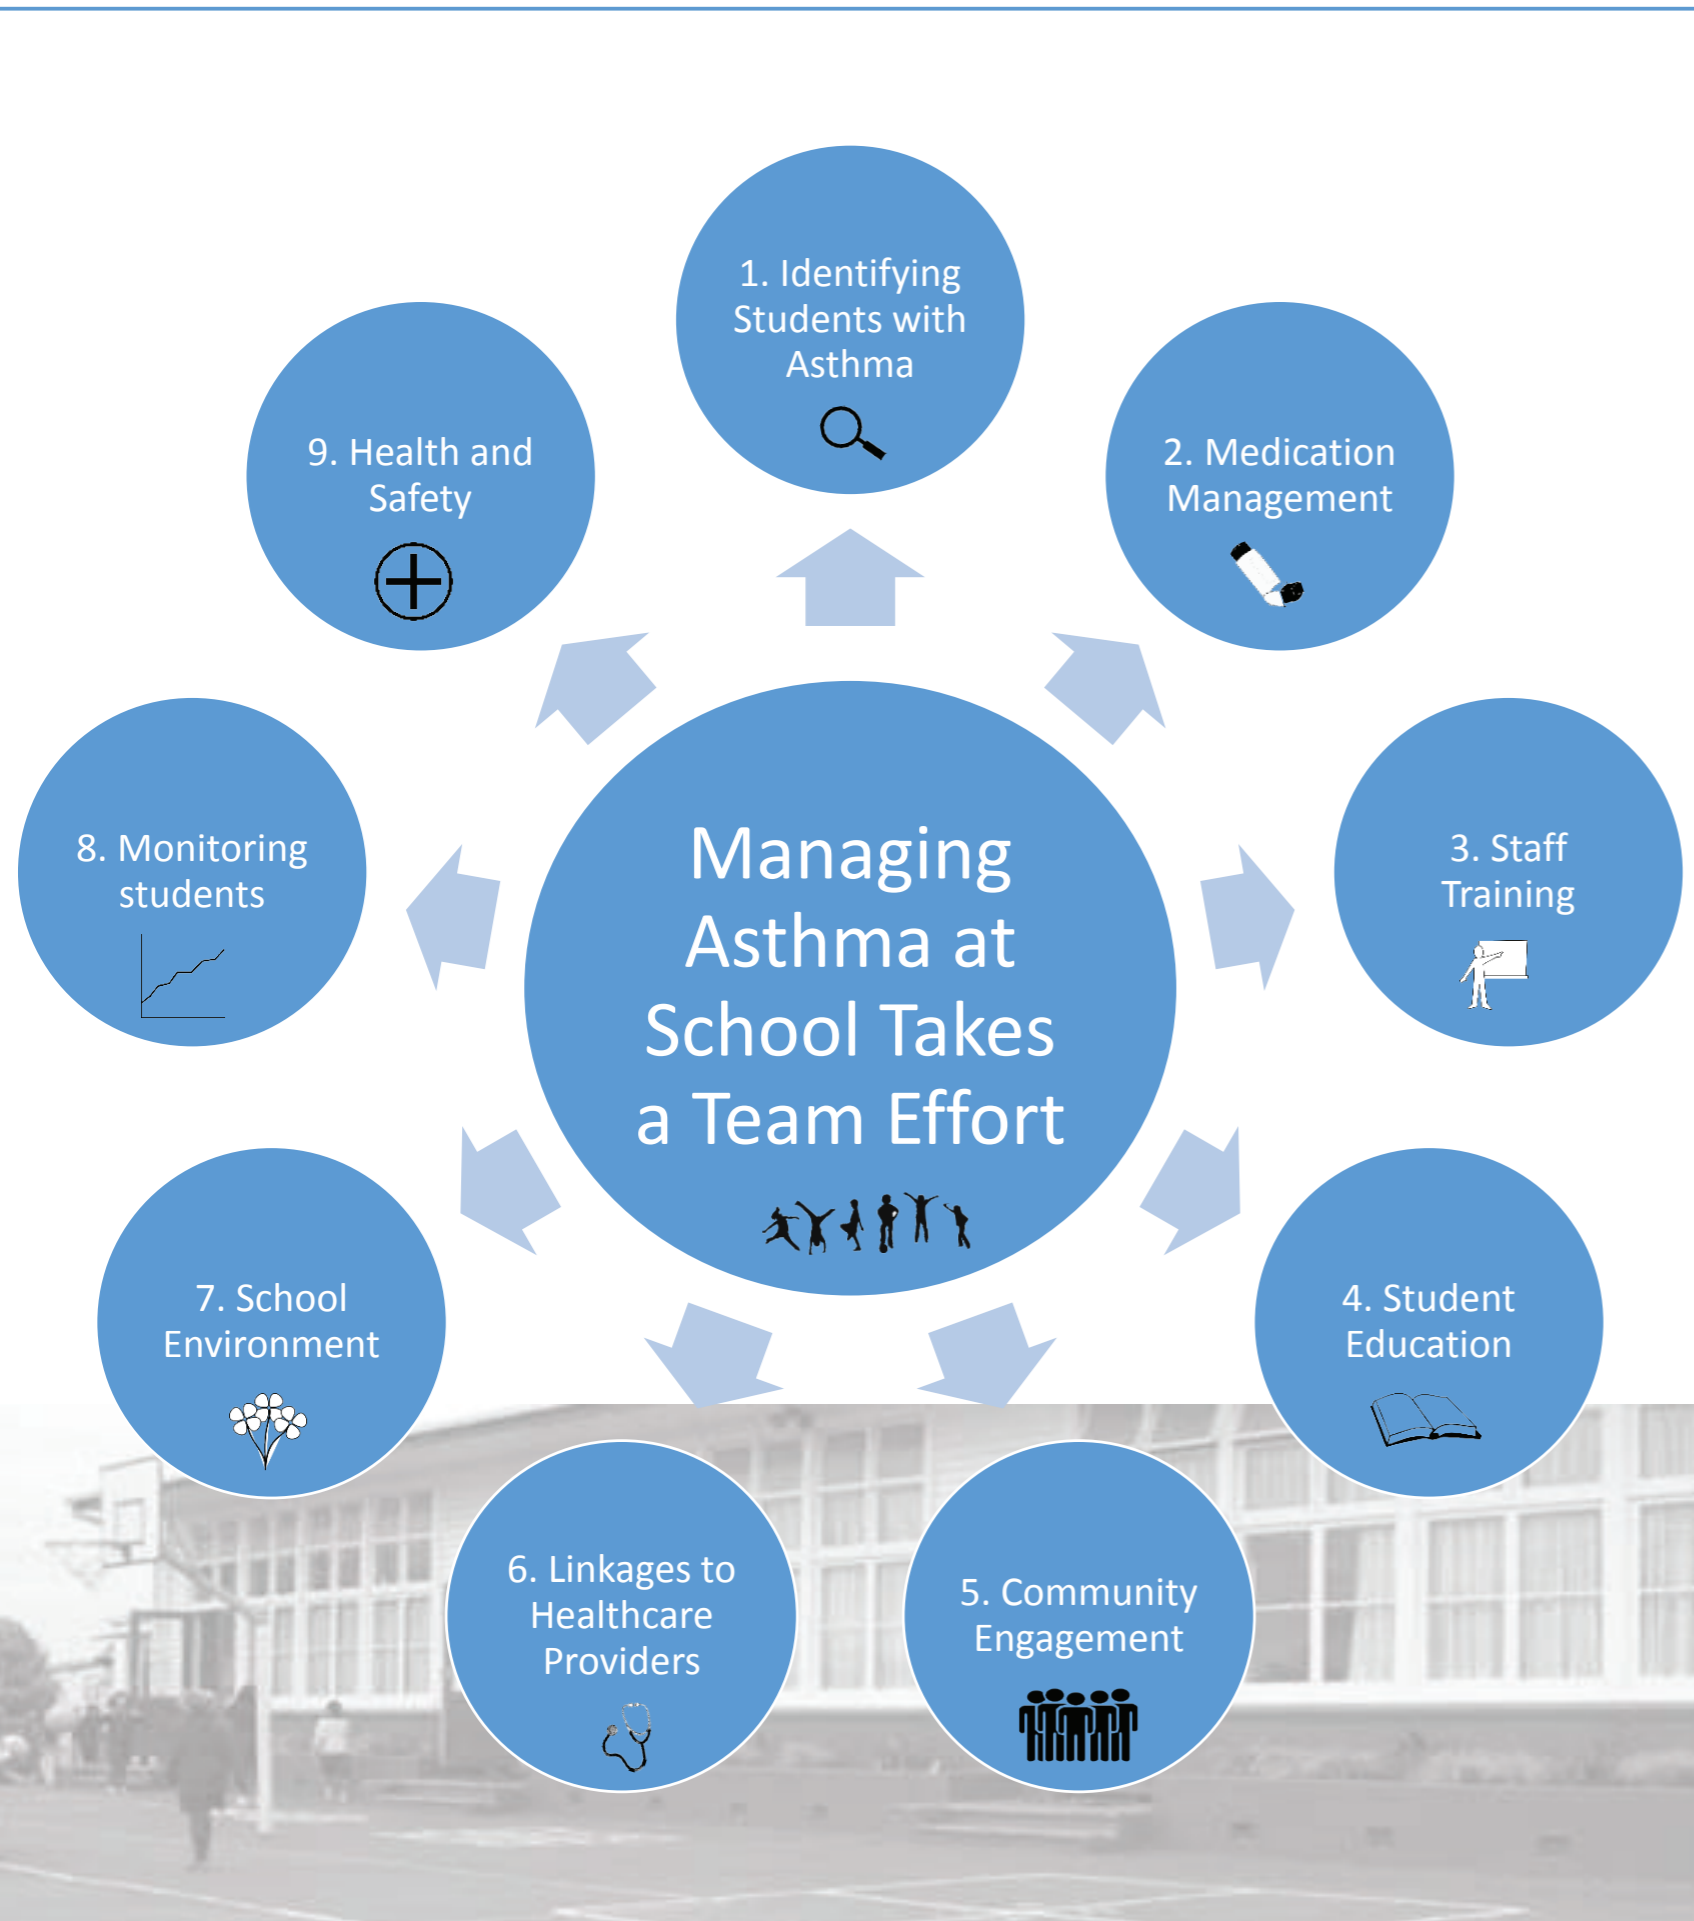 1. Identifying
Students with
Asthma
2. Medication
Management
3. Staff
Training
4. Student
Education
5. Community
Engagement
6. Linkages to
Healthcare
Providers
7. School
Environment
8. Monitoring
students
9. Health and
Safety
Managing
Asthma at
School Takes
a Team Effort